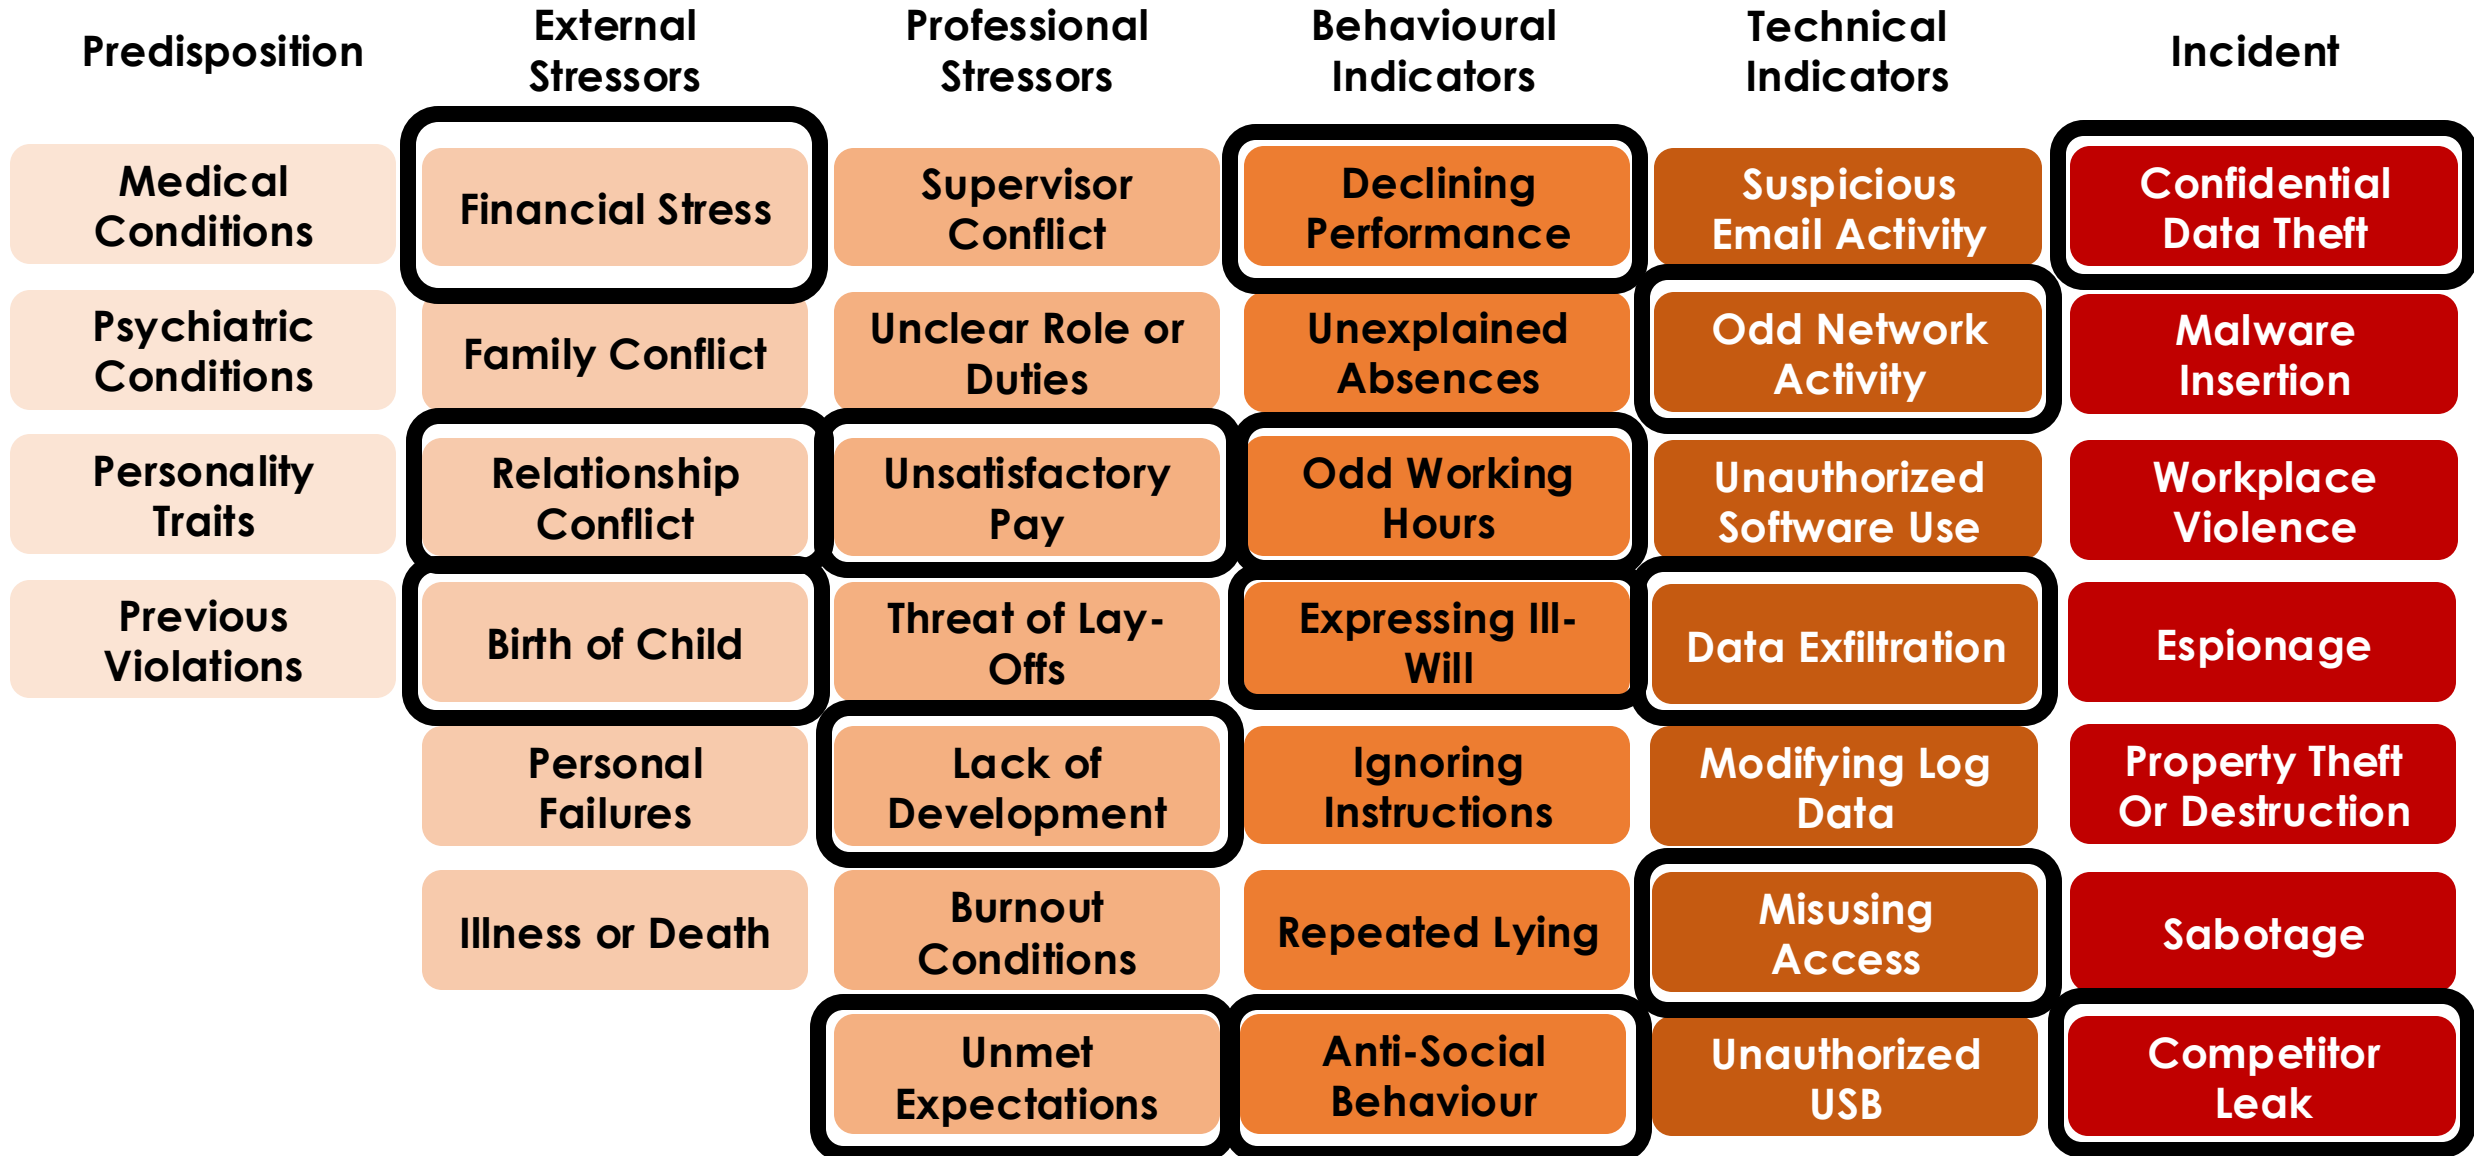 Predisposition
External
Stressors
Professional
Stressors
Behavioural
Indicators
Technical
Indicators
Incident
Medical
Conditions
Financial Stress
Supervisor
Conflict
Declining
Performance
Suspicious
Email Activity
Confidential
Data Theft
Psychiatric
Conditions
Family Conflict
Unclear Role or
Duties
Unexplained
Absences
Odd Network
Activity
Malware
Insertion
Personality
Traits
Relationship
Conflict
Unsatisfactory
Pay
Odd Working
Hours
Unauthorized
Software Use
Workplace
Violence
Previous
Violations
Birth of Child
Threat of Lay-
Offs
Expressing Ill-
Will
Data Exfiltration
Espionage
Personal
Failures
Lack of
Development
Ignoring
Instructions
Modifying Log
Data
Property Theft
Or Destruction
Illness or Death
Burnout
Conditions
Repeated Lying
Misusing
Access
Sabotage
Unmet
Expectations
Anti-Social
Behaviour
Unauthorized
USB
Competitor
Leak